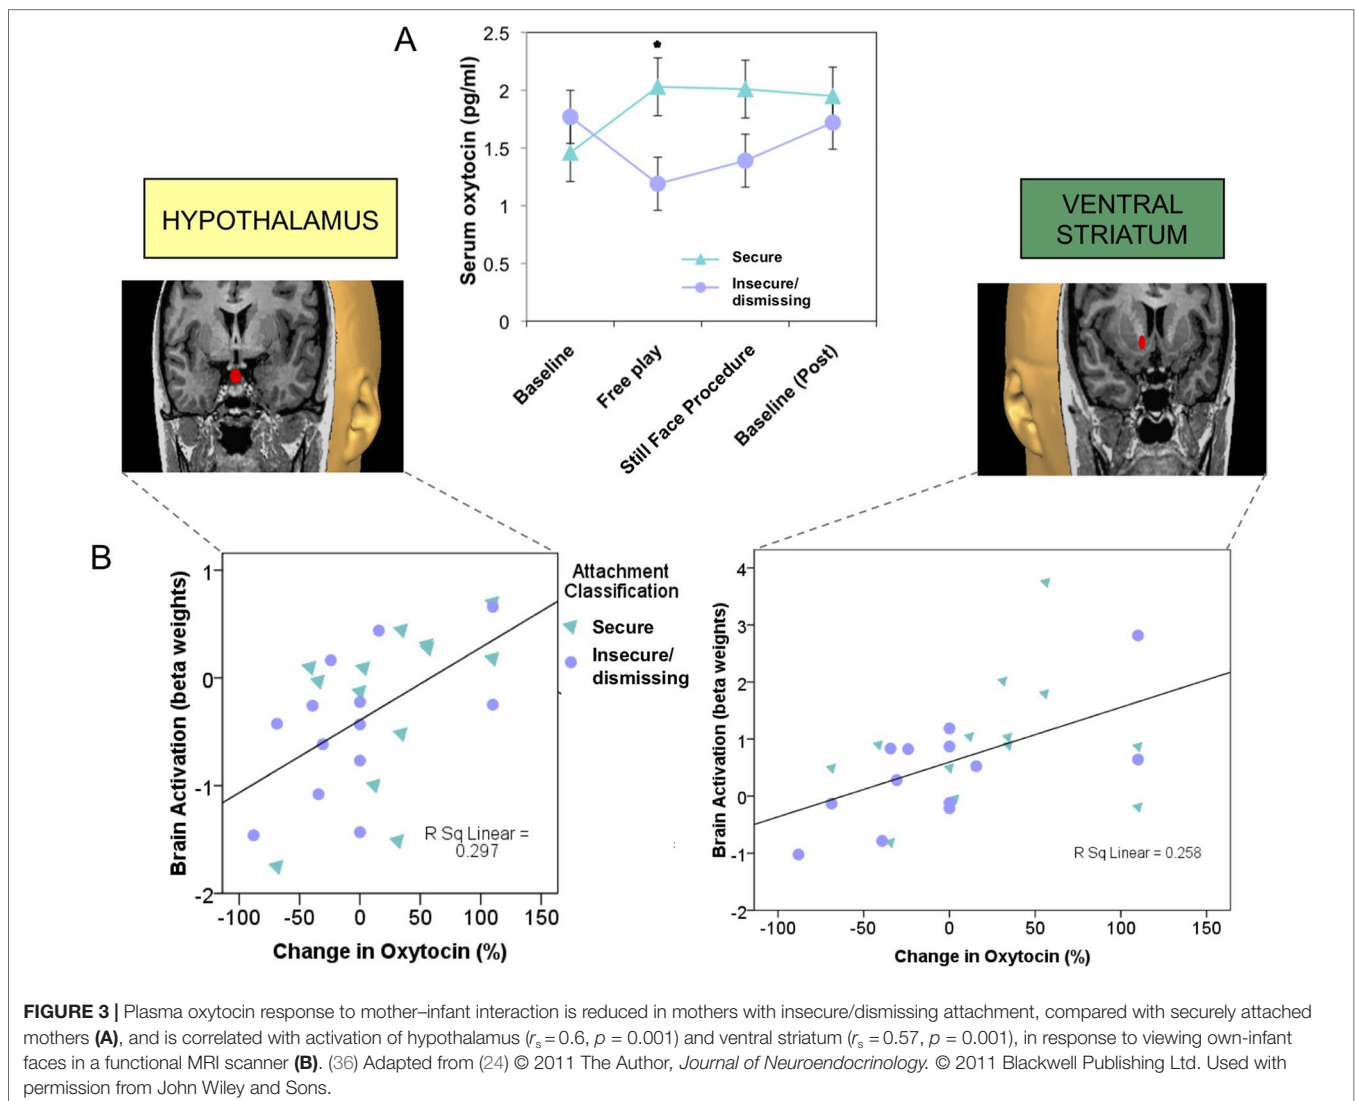 A
2.5
2
1.5
1
0.5
0
Serum oxytocin (pg/ml)
*
Secure
Insecure/
dismissing
Baseline
Free play
Still Face Procedure
Baseline (Post)
HYPOTHALAMUS
VENTRAL
STRIATUM
B
1
0
-1
-2
Brain Activation (beta weights)
R Sq Linear =
0.297
-100 -50 0 50 100 150
Change in Oxytocin (%)
Attachment
Classification
Secure
Insecure/
dismissing
4
3
2
1
0
-1
-2
Brain Activation (beta weights)
R Sq Linear = 0.258
-100 -50 0 50 100 150
Change in Oxytocin (%)
FIGURE 3 | Plasma oxytocin response to mother–infant interaction is reduced in mothers with insecure/dismissing attachment, compared with securely attached
mothers (A), and is correlated with activation of hypothalamus (rs = 0.6, p = 0.001) and ventral striatum (rs = 0.57, p = 0.001), in response to viewing own-infant
faces in a functional MRI scanner (B). (36) Adapted from (24) © 2011 The Author, Journal of Neuroendocrinology. © 2011 Blackwell Publishing Ltd. Used with
permission from John Wiley and Sons.